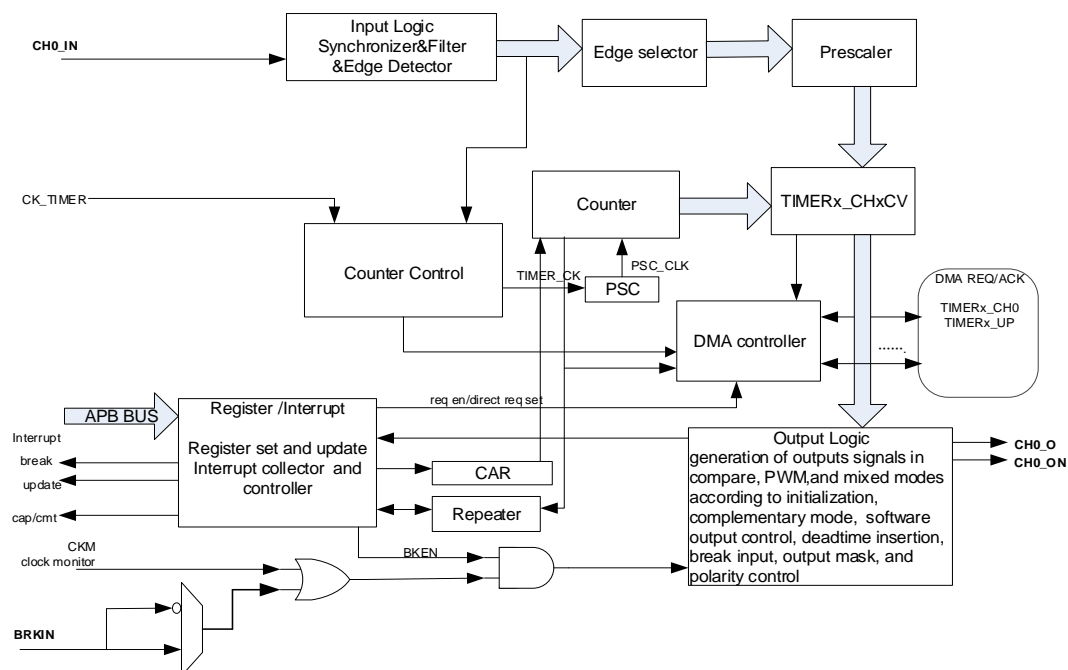 CH0_IN
Input Logic
Synchronizer&Filter
&Edge Detector
Edge selector
Prescaler
CK_TIMER
Counter Control
Counter
TIMERx_CHxCV
TIMER_CK
PSC_CLK
PSC
DMA REQ/ACK
TIMERx_CH0
TIMERx_UP
…….
DMA controller
APB BUS
Register /Interrupt
Register set and update
Interrupt collector and
controller
req en/direct req set
Interrupt
break
update
cap/cmt
CAR
Repeater
Output Logic
generation of outputs signals in
compare, PWM,and mixed modes
according to initialization,
complementary mode, software
output control, deadtime insertion,
break input, output mask, and
polarity control
CH0_O
CH0_ON
CKM
clock monitor
BKEN
BRKIN